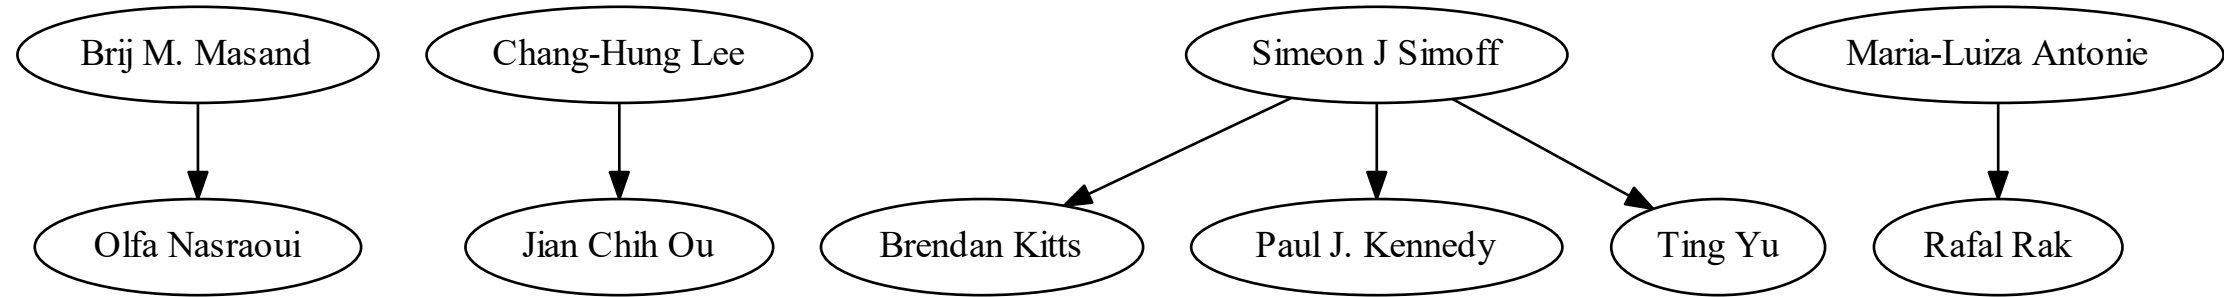 Brij M. Masand
Chang-Hung Lee
Simeon J Simoff
Maria-Luiza Antonie
Olfa Nasraoui
Jian Chih Ou
Brendan Kitts
Paul J. Kennedy
Ting Yu
Rafal Rak